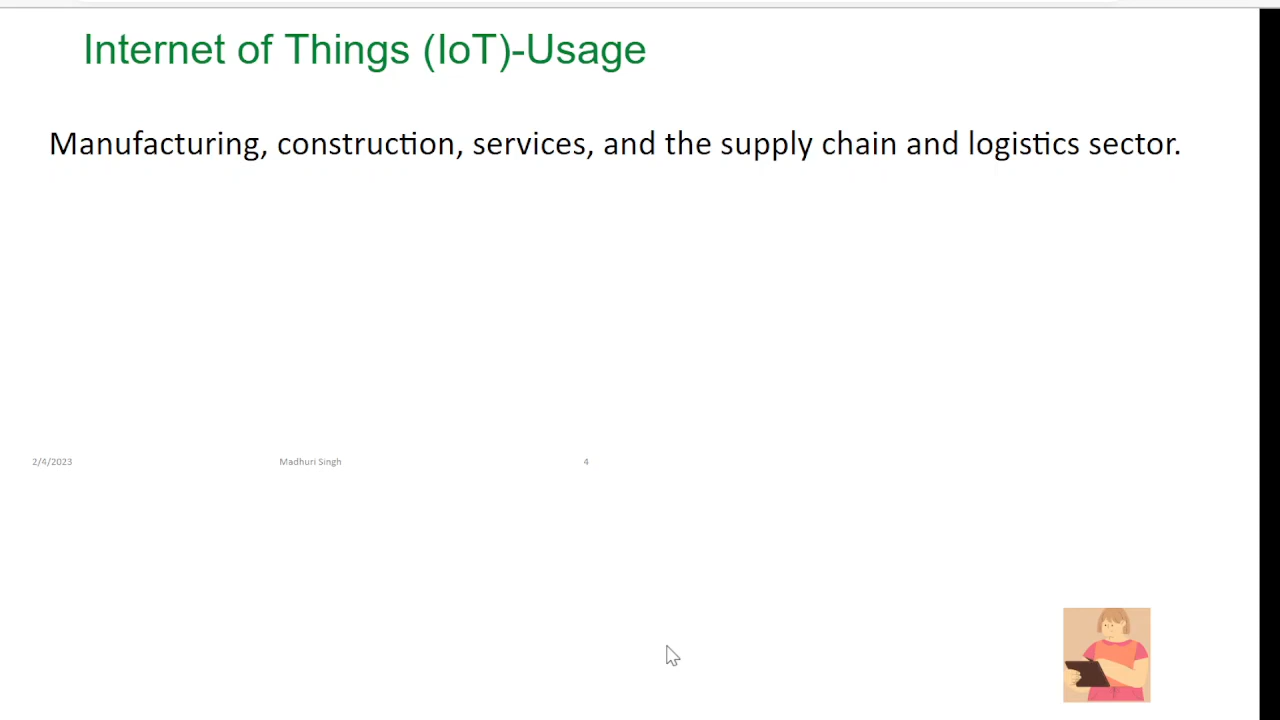 Internet of Things (IoT)-Usage
Manufacturing, construction, services, and the supply chain and logistics sector.
2/4/2023 Madhuri Singh 4